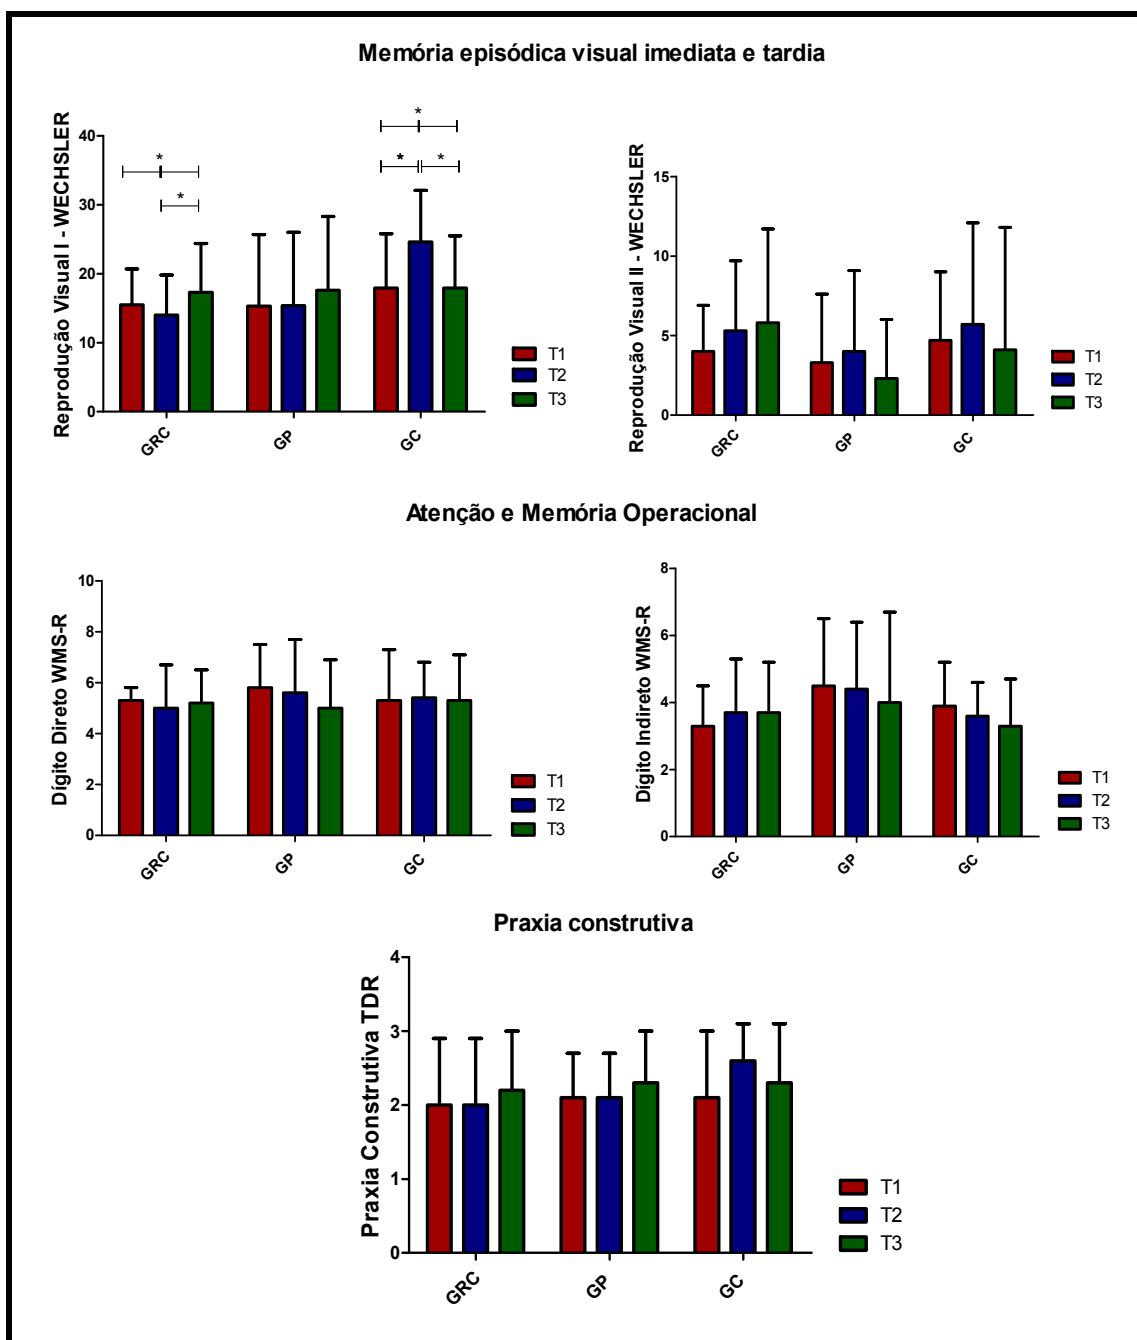 Memória episódica visual imediata e tardia
Reprodução Visual I - WECHSLER
40
30
20
10
0
*
*
*
*
*
GRC
GP
GC
T1
T2
T3
Reprodução Visual II - WECHSLER
15
10
5
0
GRC
GP
GC
T1
T2
T3
Atenção e Memória Operacional
Dígito Direto WMS-R
10
8
6
4
2
0
GRC
GP
GC
T1
T2
T3
Dígito Indireto WMS-R
8
6
4
2
0
GRC
GP
GC
T1
T2
T3
Praxia construtiva
Praxia Construtiva TDR
4
3
2
1
0
GRC
GP
GC
T1
T2
T3